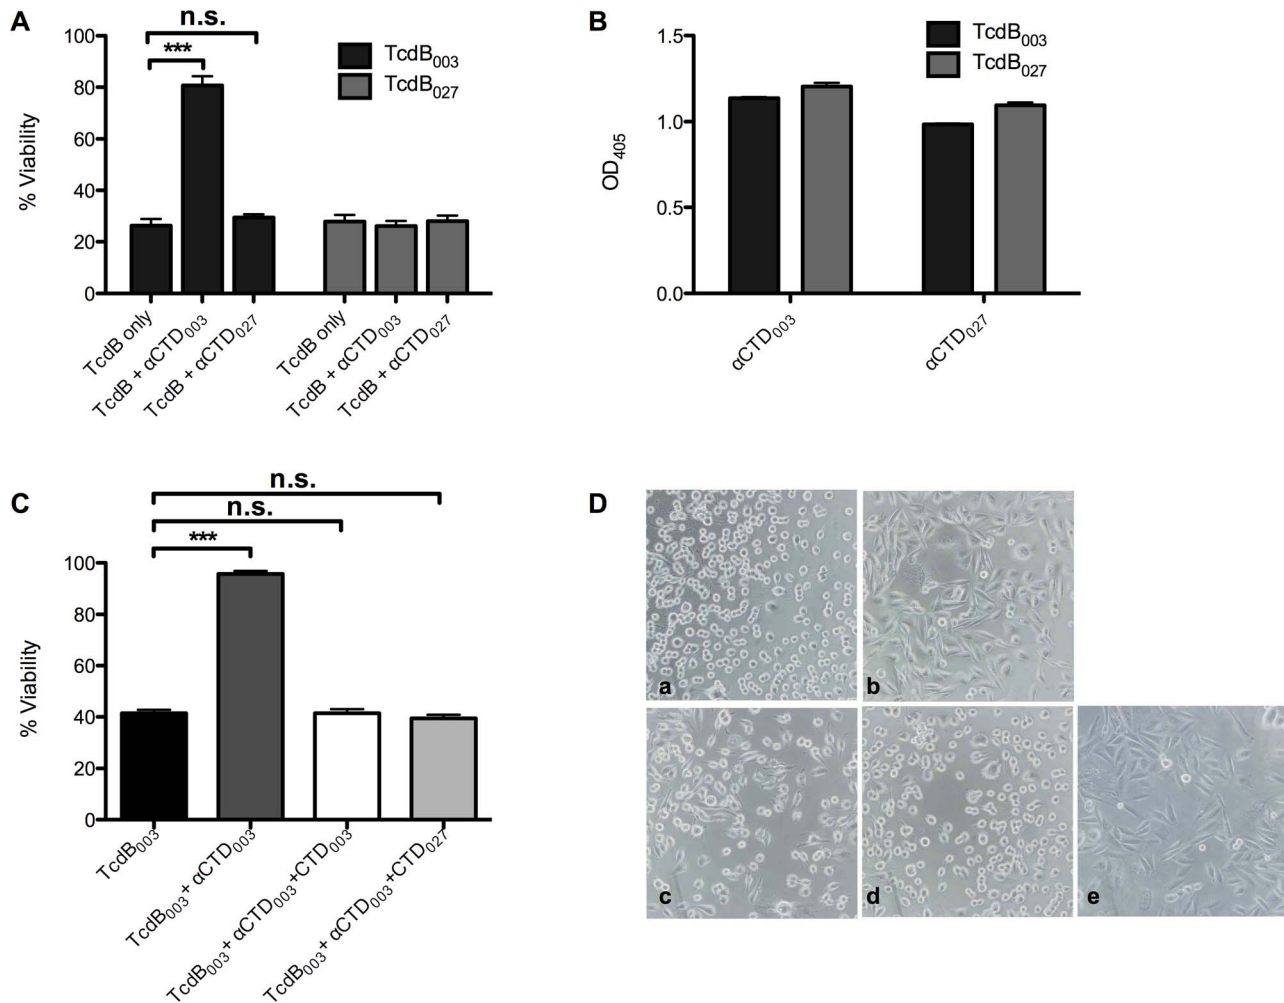 A
n.s.
***
100
80
60
40
20
0
% Viability
TcdB003
TcdB027
TcdB only
TcdB + αCTD003
TcdB + αCTD027
TcdB only
TcdB + αCTD003
TcdB + αCTD027
B
1.5
1.0
0.5
0.0
OD405
TcdB003
TcdB027
αCTD003
αCTD027
C
n.s.
n.s.
***
100
80
60
40
20
0
% Viability
TcdB003
TcdB003 + αCTD003
TcdB003 + αCTD003 +CTD003
TcdB003 + αCTD003 +CTD027
D
a
b
c
d
e